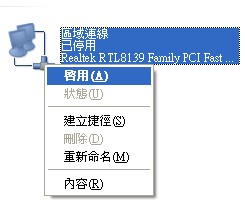 區域連線
已停用
Realtek RTL8139 Family PCI Fast ...
啓用(A)
狀態(U)
建立捷徑(S)
刪除(D)
重新命名(M)
內容(R)